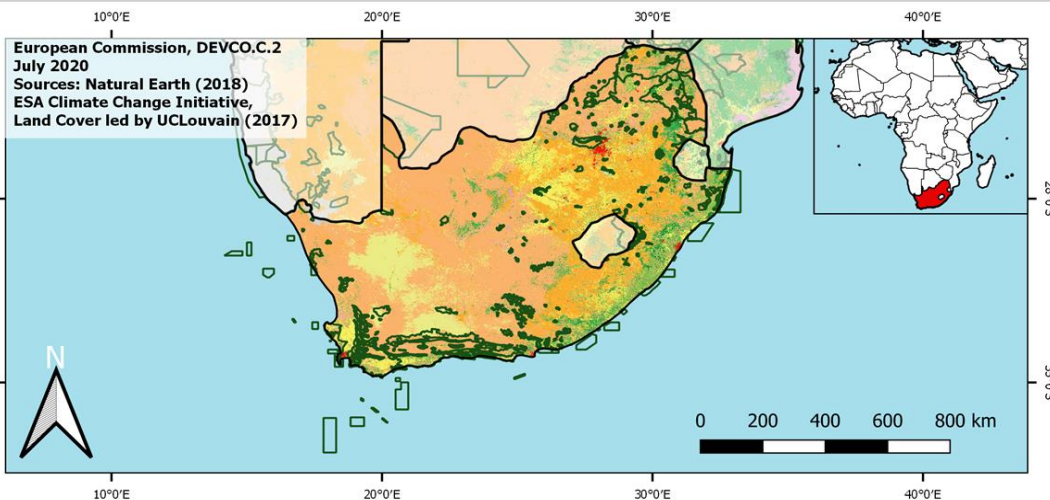 10°0'E 20°0'E 30°0'E 40°0'E
European Commission, DEVCO.C.2
July 2020
Sources: Natural Earth (2018)
ESA Climate Change Initiative,
Land Cover led by UCLouvain (2017)
N
0 200 400 600 800 km
10°0'E 20°0'E 30°0'E 40°0'E